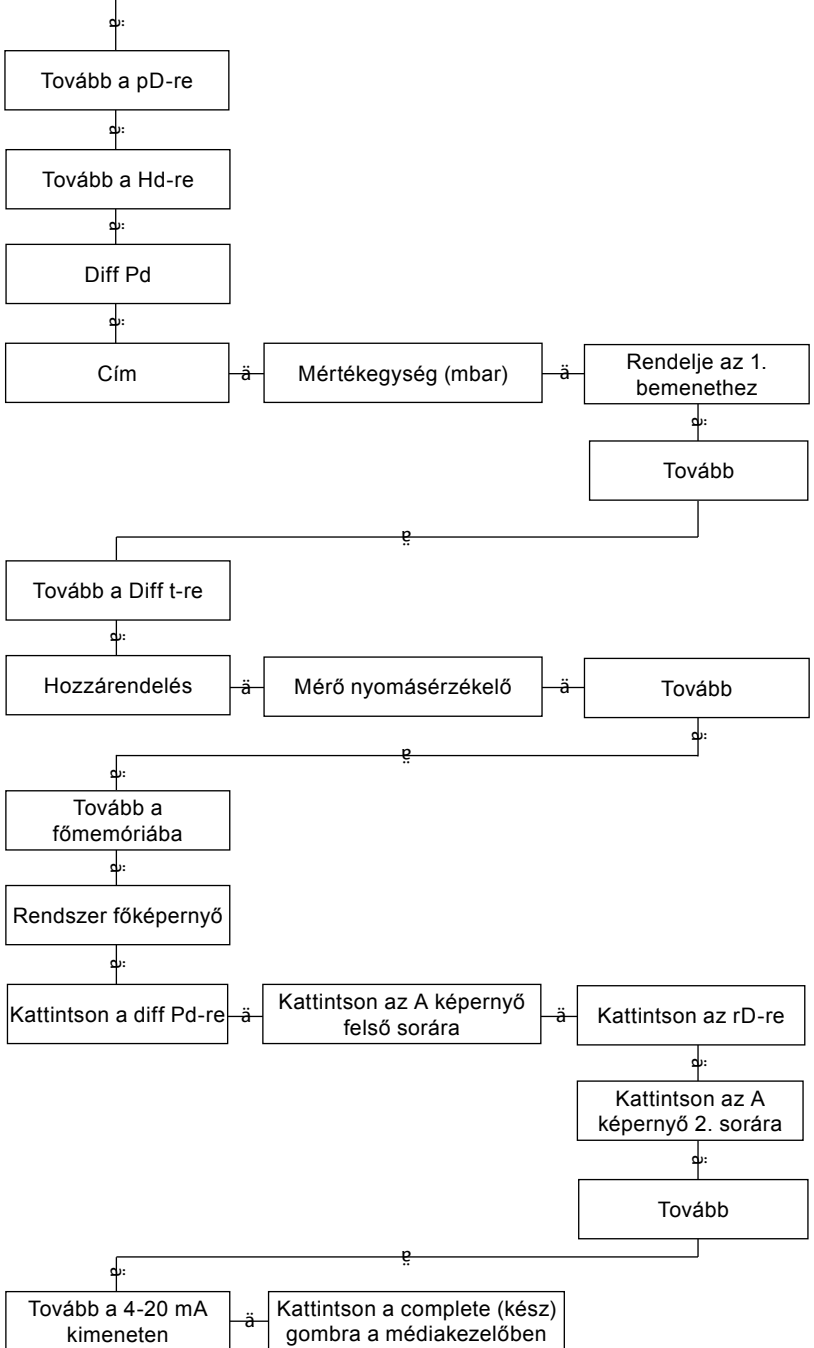 ä
Tovább a pD-re
ä
Tovább a Hd-re
ä
Diff Pd
ä
Cím
ä
Mértékegység (mbar)
ä
Rendelje az 1.
bemenethez
ä
Tovább
ä
Tovább a Diff t-re
ä
Hozzárendelés
ä
Mérő nyomásérzékelő
ä
Tovább
ä
ä
ä
Tovább a
főmemóriába
ä
Rendszer főképernyő
ä
Kattintson a diff Pd-re
ä
Kattintson az A képernyő
felső sorára
ä
Kattintson az rD-re
ä
Kattintson az A
képernyő 2. sorára
ä
Tovább
ä
ä
Tovább a 4-20 mA
kimeneten
ä
Kattintson a complete (kész)
gombra a médiakezelőben